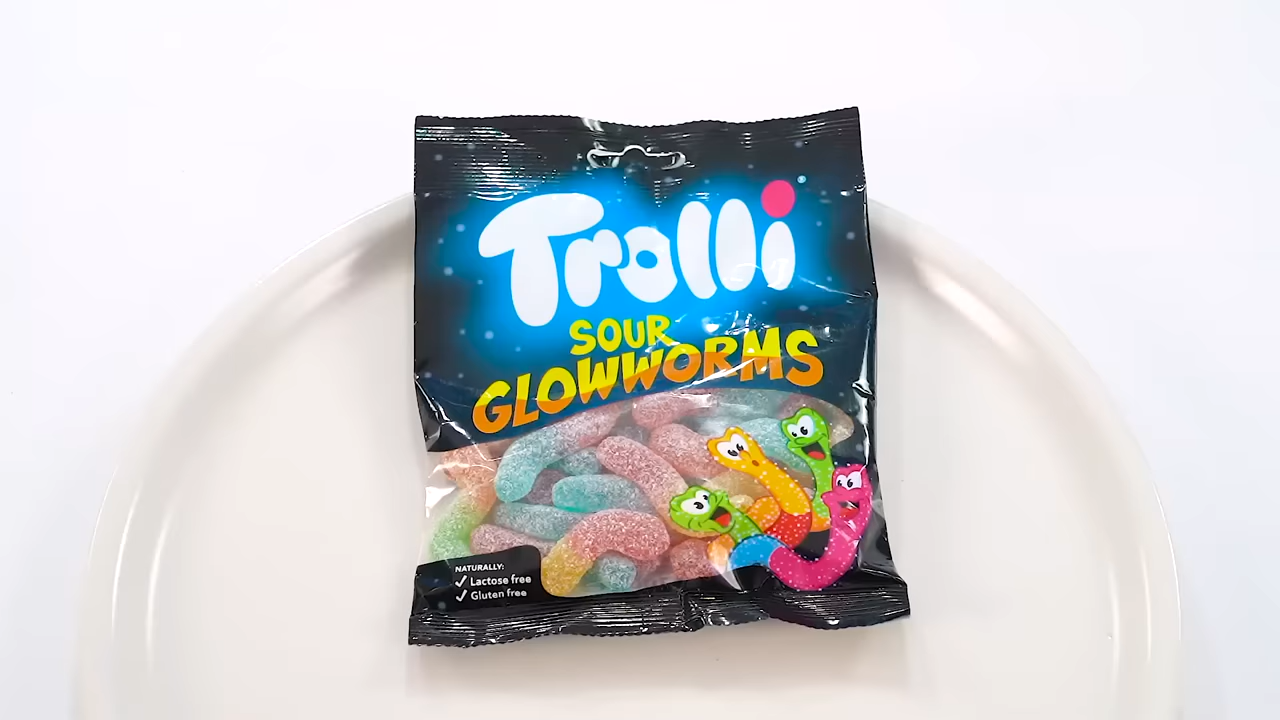 Trolli®
SOUR
GLOWWORMS
NATURALLY:
✓ Lactose free
✓ Gluten free